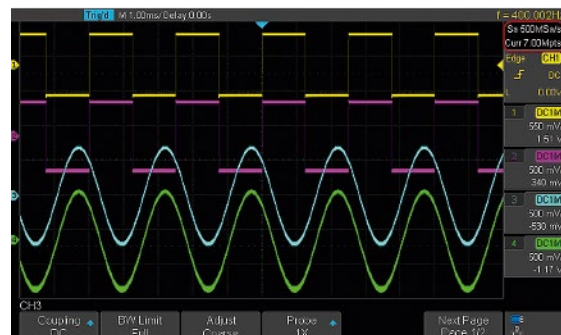 Trig'd M 1.00ms/ Delay:0.00s f = 400.002H
Sa 500MSa/s
Curr 7.00Mpts
Edge CH1
DC
L 0.00V
1 DC1M
550 mV/
1.51 V
2 DC1M
500 mV/
340 mV
3 DC1M
500 mV/
-530 mV
4 DC1M
500 mV/
-1.17 V
CH3
Coupling BW Limit Adjust Probe Next Page
DC Full Coarse 1X Page 1/2